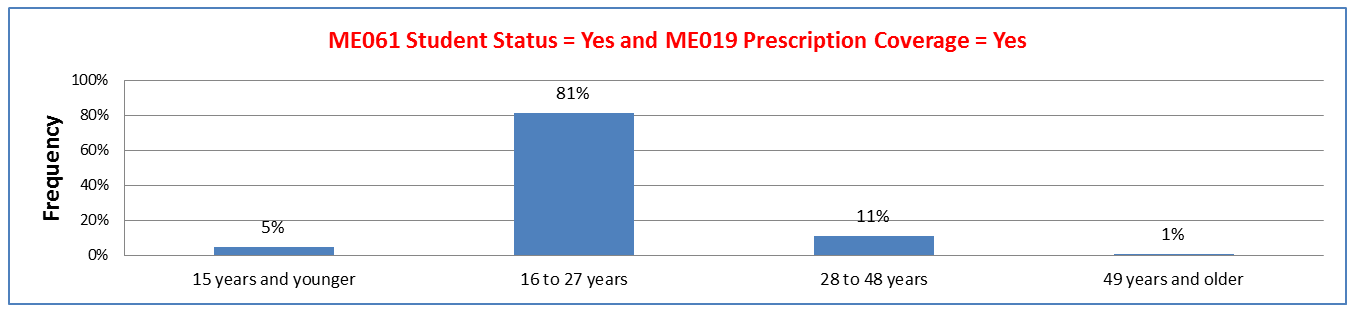 ME061 Student Status = Yes and ME019 Prescription Coverage = Yes
Frequency
100%
80%
60%
40%
20%
0%
5%
81%
11%
1%
15 years and younger
16 to 27 years
28 to 48 years
49 years and older